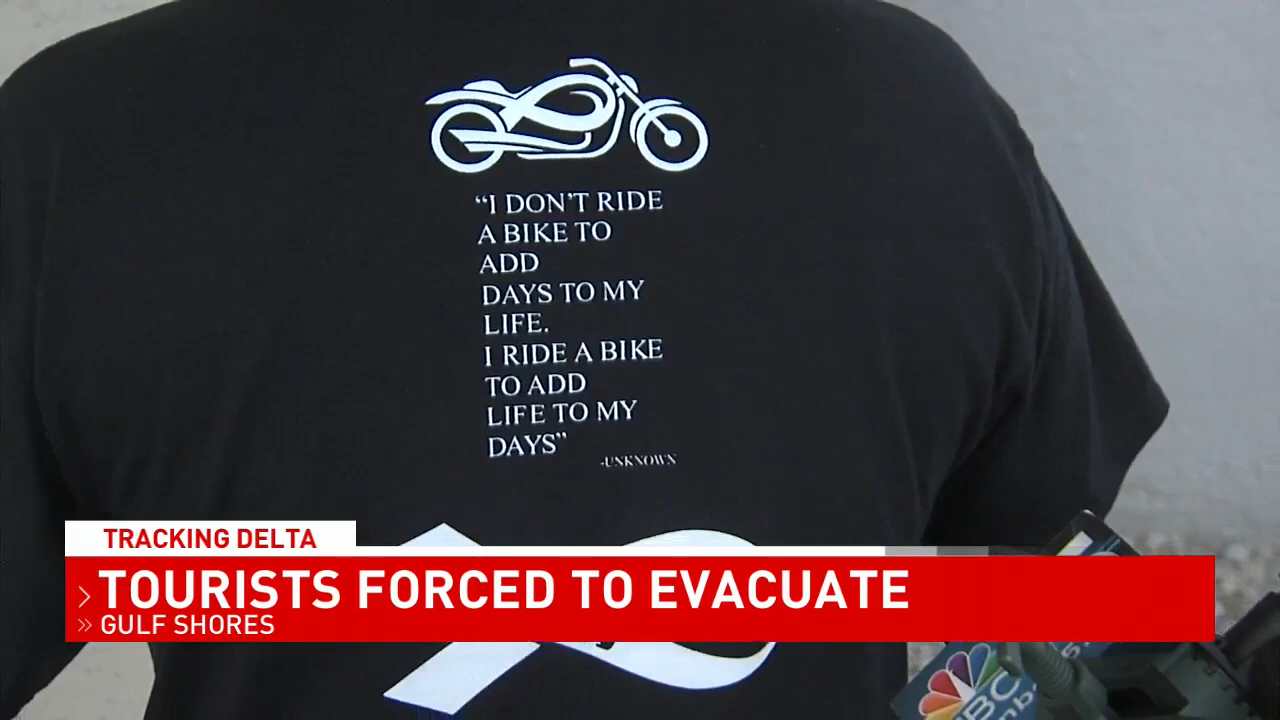 “I DON'T RIDE
A BIKE TO
ADD
DAYS TO MY
LIFE.
I RIDE A BIKE
TO ADD
LIFE TO MY
DAYS”
-UNKNOWN
TRACKING DELTA
TOURISTS FORCED TO EVACUATE
GULF SHORES